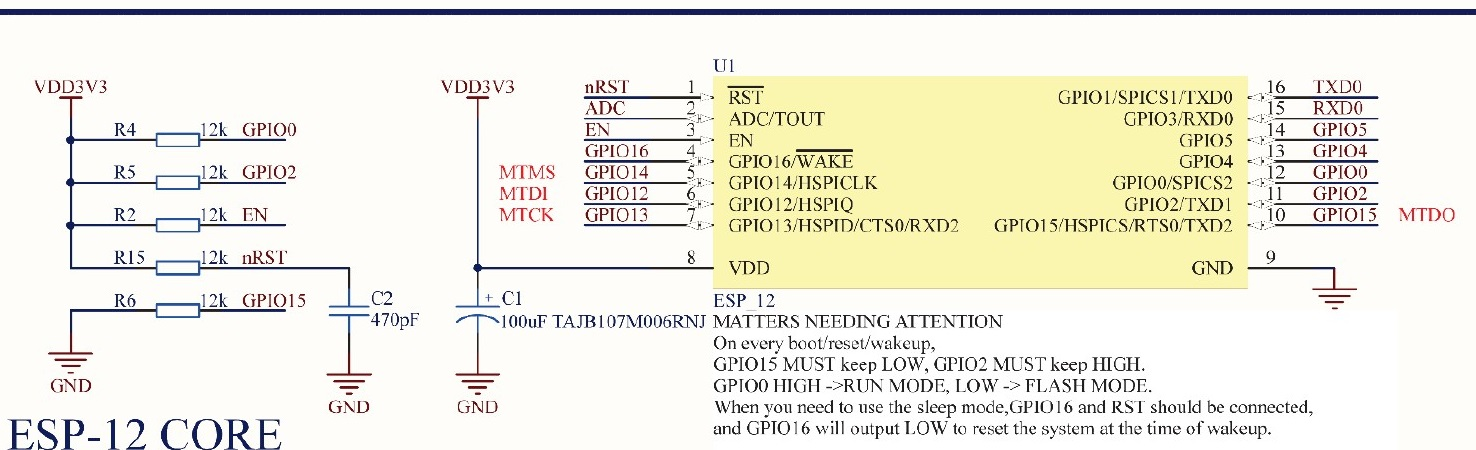 VDD3V3
R4 12k GPIO0
R5 12k GPIO2
R2 12k EN
R15 12k nRST
R6 12k GPIO15
GND
C2
470pF
GND
VDD3V3
+ C1
100uF TAJB107M006RNJ
GND
U1
nRST 1 RST
ADC 2 ADC/TOUT
EN 3 EN
GPIO16 4 GPIO16/WAKE
MTMS GPIO14 5 GPIO14/HSPICLK
MTDI GPIO12 6 GPIO12/HSPIQ
MTCK GPIO13 7 GPIO13/HSPID/CTS0/RXD2
8 VDD
GPIO1/SPICS1/TXD0 16 TXD0
GPIO3/RXD0 15 RXD0
GPIO5 14 GPIO5
GPIO4 13 GPIO4
GPIO0/SPICS2 12 GPIO0
GPIO2/TXD1 11 GPIO2
GPIO15/HSPICS/RTS0/TXD2 10 GPIO15 MTDO
GND 9
ESP_12
MATTERS NEEDING ATTENTION
On every boot/reset/wakeup,
GPIO15 MUST keep LOW, GPIO2 MUST keep HIGH.
GPIO0 HIGH ->RUN MODE, LOW -> FLASH MODE.
When you need to use the sleep mode,GPIO16 and RST should be connected,
and GPIO16 will output LOW to reset the system at the time of wakeup.
ESP-12 CORE